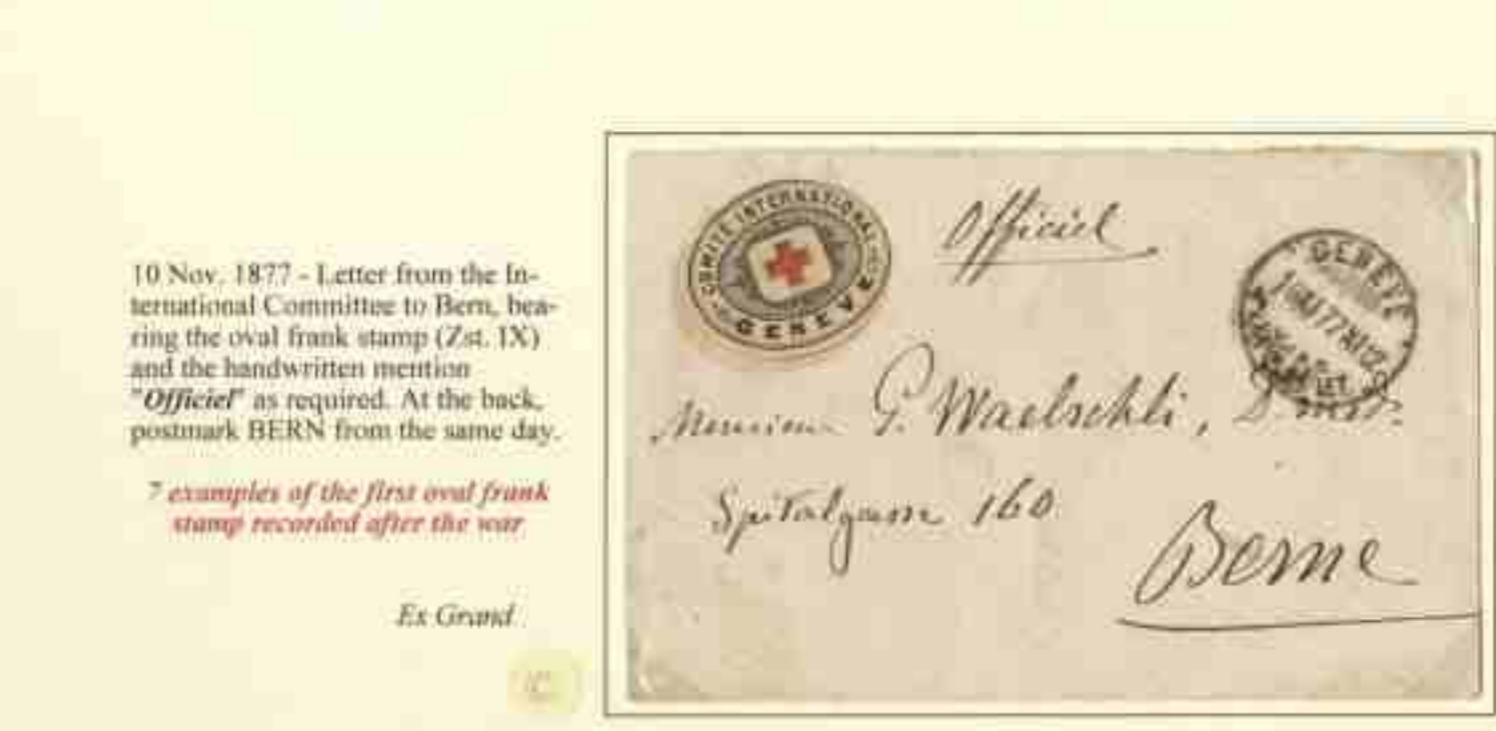 10 Nov. 1877 - Letter from the In-
ternational Committee to Bern, bea-
ring the oval frank stamp (Zst. IX)
and the handwritten mention
"Officiel" as required. At the back,
postmark BERN from the same day.
7 examples of the first oval frank
stamp recorded after the war
Ex Grand
COMITÉ INTERNATIONAL
GENÈVE
Officiel
GENEVE
LET.
Monsieur G. Waelschli,
Spitalgasse 160
Berne